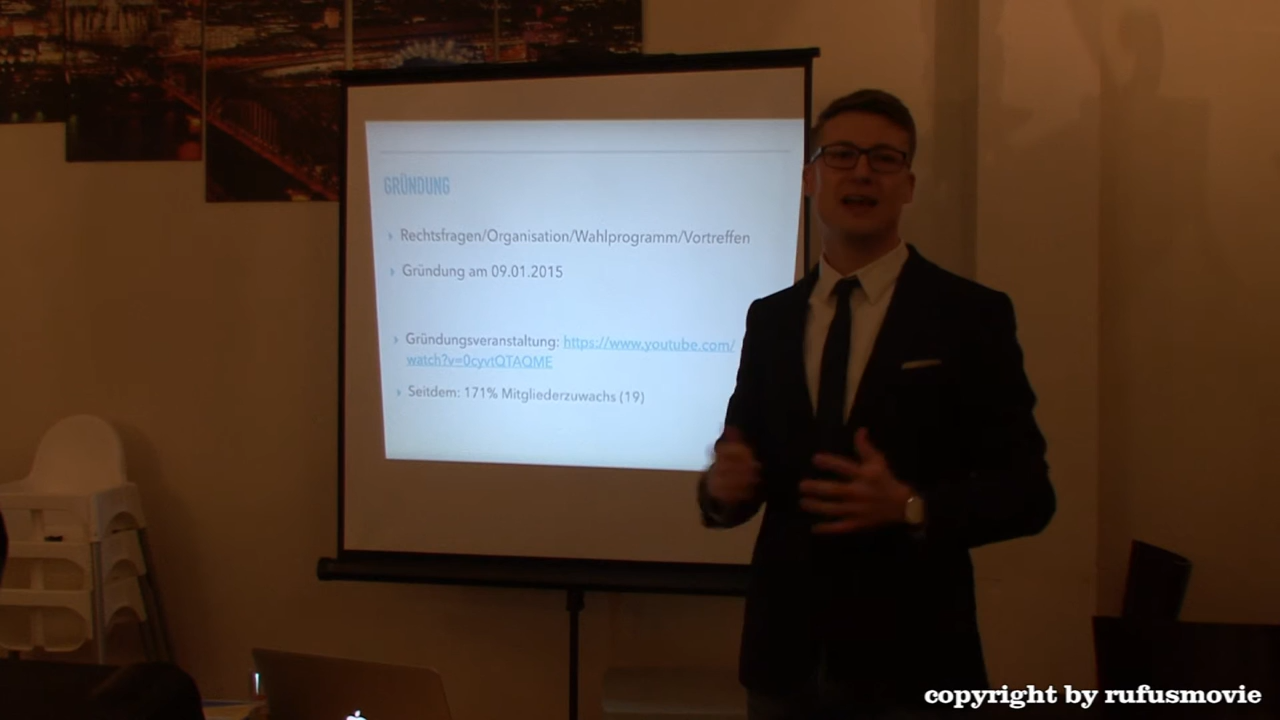 GRÜNDUNG
Rechtsfragen/Organisation/Wahlprogramm/Vortreffen
Gründung am 09.01.2015
Gründungsveranstaltung: https://www.youtube.com/
watch?v=0cyvtQTAQME
Seitdem: 171% Mitgliederzuwachs (19)
copyright by rufusmovie